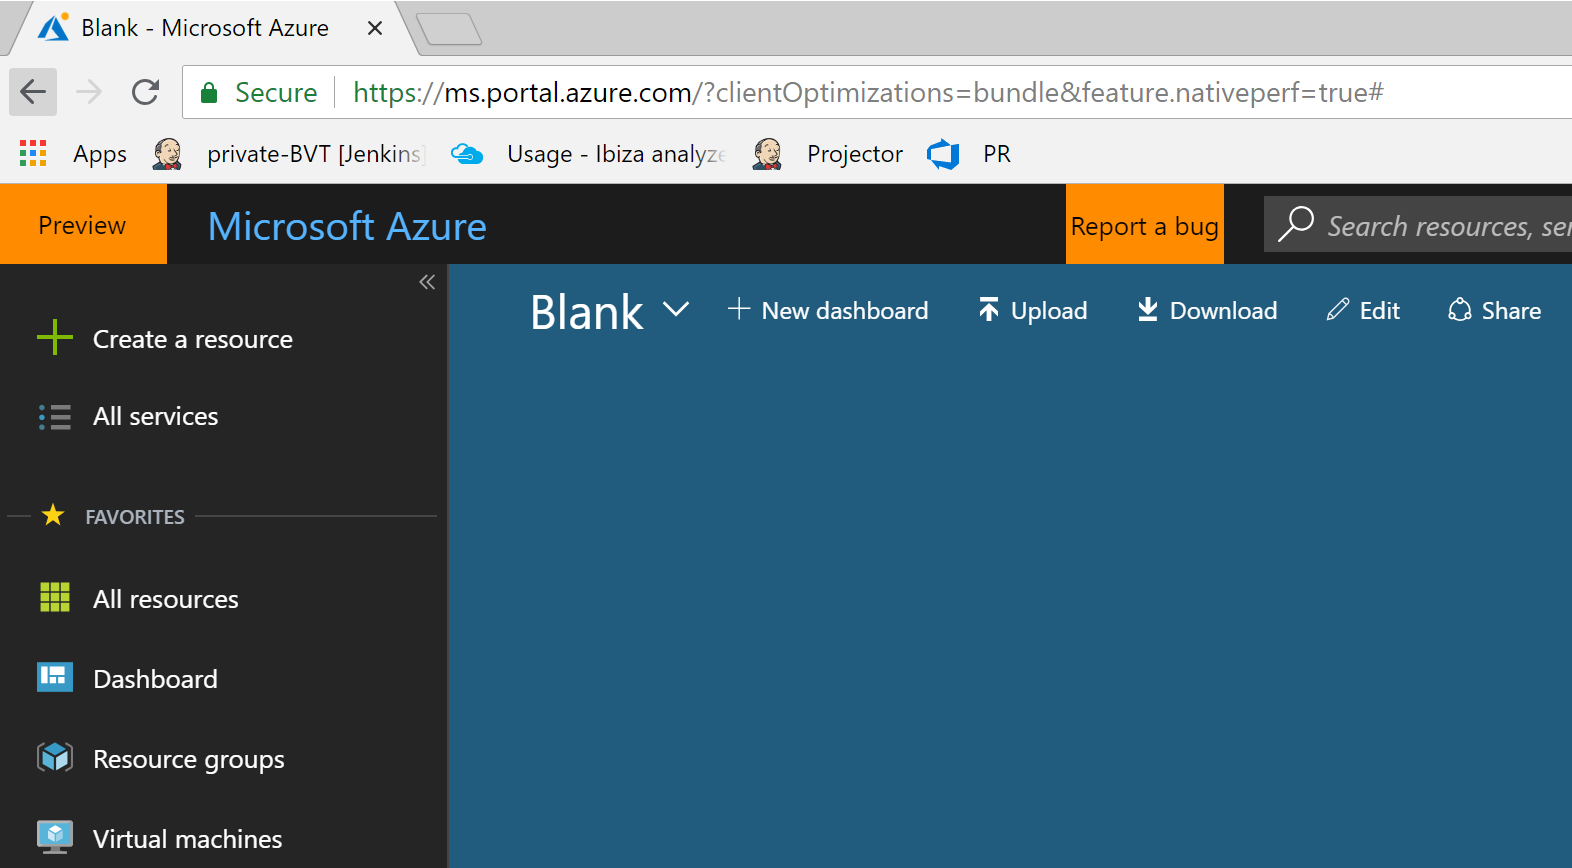 Blank - Microsoft Azure
Secure https://ms.portal.azure.com/?clientOptimizations=bundle&feature.nativeperf=true#
Apps private-BVT [Jenkins] Usage - Ibiza analyze Projector PR
Preview Microsoft Azure Report a bug Search resources, ser
Blank New dashboard Upload Download Edit Share
Create a resource
All services
FAVORITES
All resources
Dashboard
Resource groups
Virtual machines